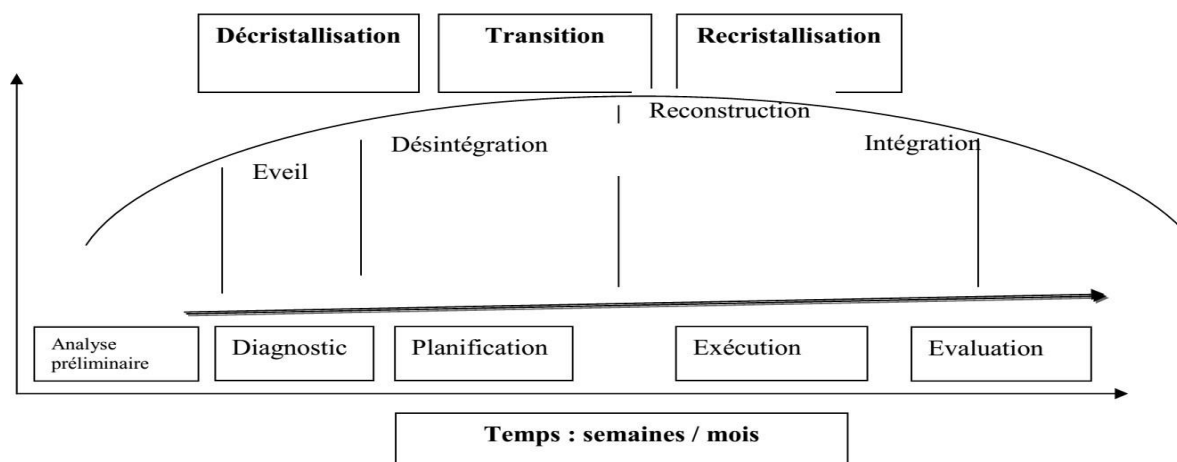 Décristallisation
Transition
Recristallisation
Reconstruction
Désintégration
Intégration
Eveil
Analyse
préliminaire
Diagnostic
Planification
Exécution
Evaluation
Temps : semaines / mois